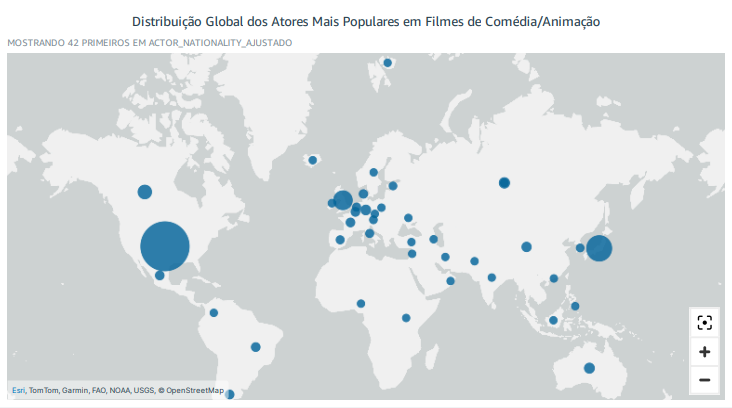 Distribuição Global dos Atores Mais Populares em Filmes de Comédia/Animação
MOSTRANDO 42 PRIMEIROS EM ACTOR_NATIONALITY_AJUSTADO
Esri, TomTom, Garmin, FAO, NOAA, USGS, © OpenStreetMap